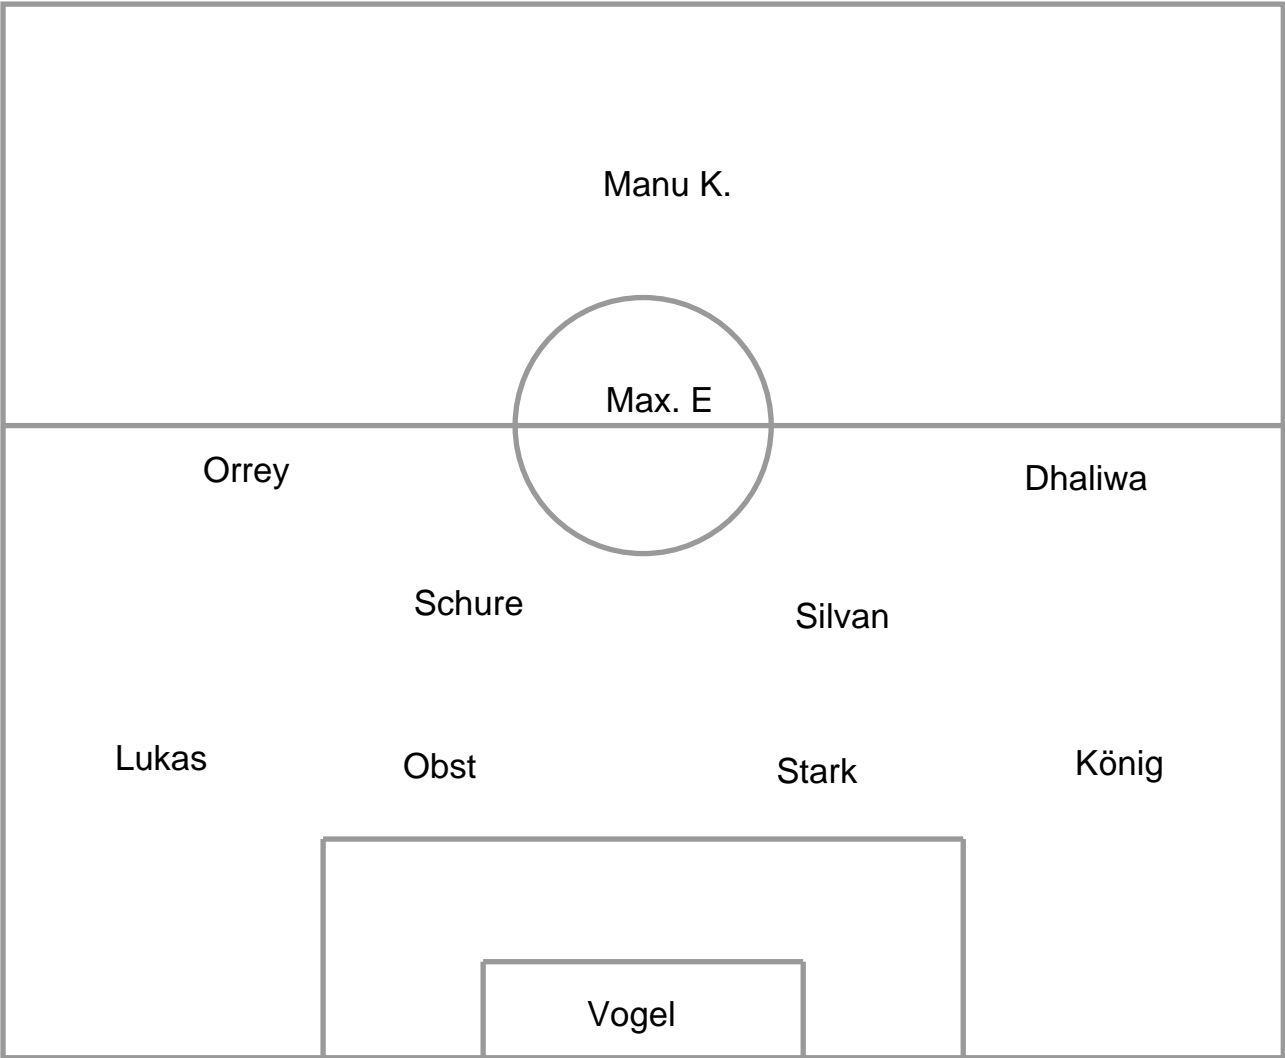 Manu K.
Max. E
Orrey
Dhaliwa
Schure
Silvan
Lukas
Obst
Stark
König
Vogel